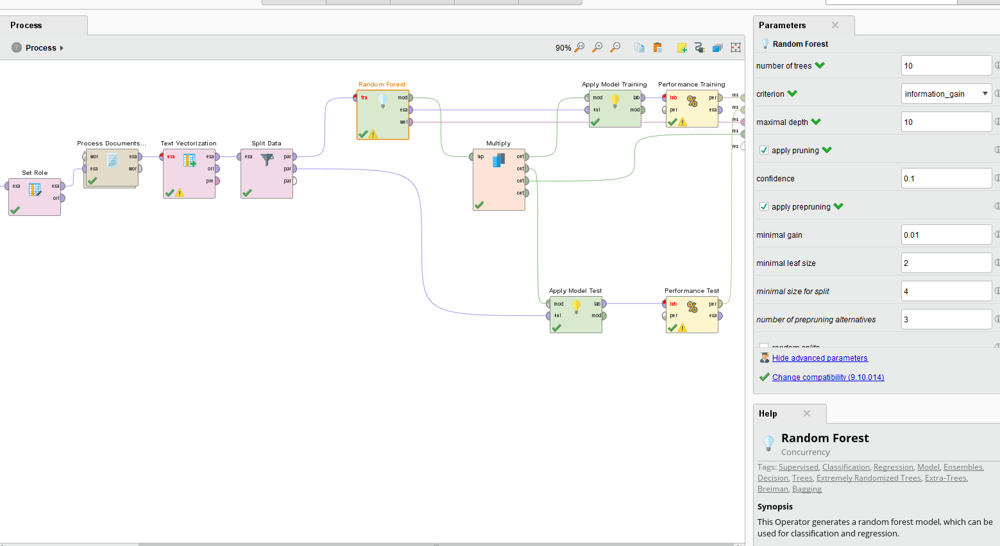 Process
Process
90%
Random Forest
tra
mod
exa
wei
Apply Model Training
mod
unl
lab
mod
Performance Training
lab
per
per
exa
res
res
res
res
res
Process Documents...
wor
exa
exa
wor
Text Vectorization
exa
exa
ori
pre
Split Data
exa
par
par
par
Multiply
inp
out
out
out
out
Set Role
exa
exa
ori
Apply Model Test
mod
unl
lab
mod
Performance Test
lab
per
per
exa
Parameters
Random Forest
number of trees
10
criterion
information_gain
maximal depth
10
apply pruning
confidence
0.1
apply prepruning
minimal gain
0.01
minimal leaf size
2
minimal size for split
4
number of prepruning alternatives
3
random splits
Hide advanced parameters
Change compatibility (9.10.014)
Help
Random Forest
Concurrency
Tags: Supervised, Classification, Regression, Model, Ensembles,
Decision, Trees, Extremely Randomized Trees, Extra-Trees,
Breiman, Bagging
Synopsis
This Operator generates a random forest model, which can be
used for classification and regression.